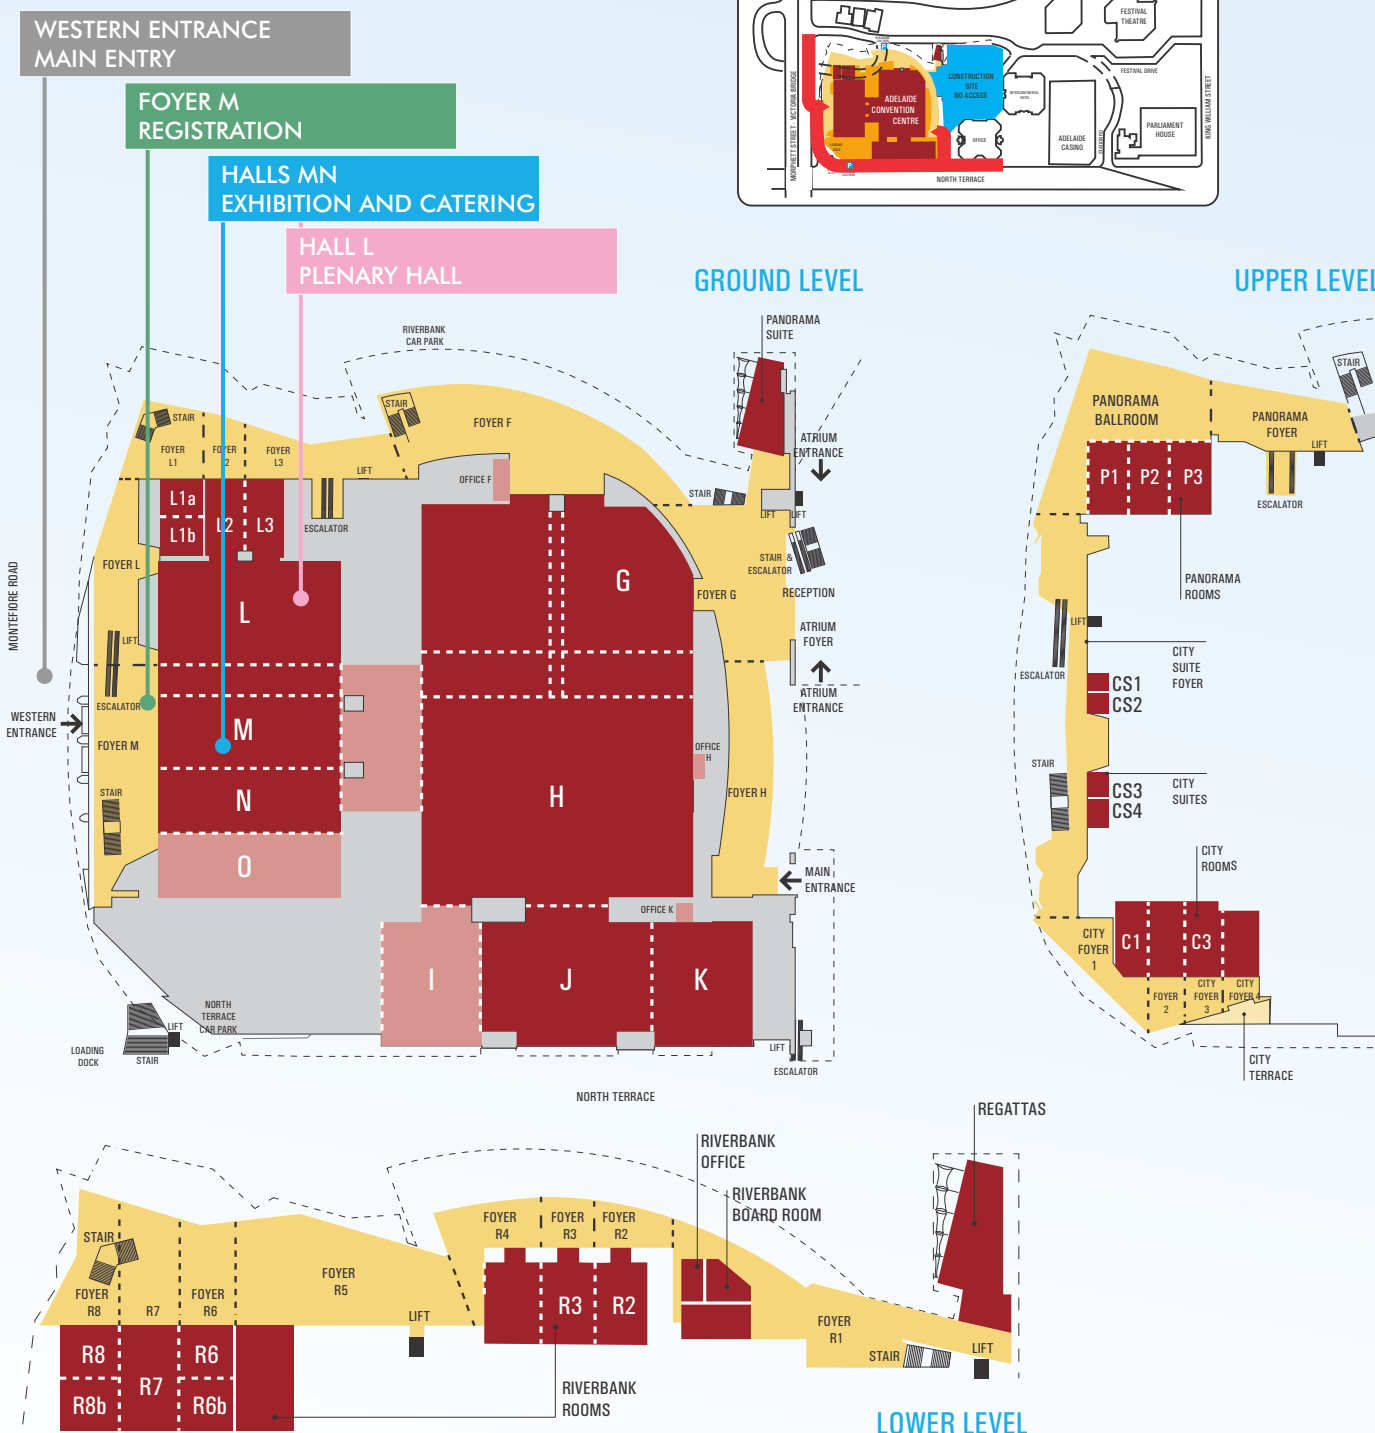 WESTERN ENTRANCE
MAIN ENTRY
FOYER M
REGISTRATION
HALLS MN
EXHIBITION AND CATERING
HALL L
PLENARY HALL
FESTIVAL
THEATRE
FESTIVAL DRIVE
CONSTRUCTION
SITE
NO ACCESS
INTERCONTINENTAL
HOTEL
ADELAIDE
CONVENTION
CENTRE
OFFICE
ADELAIDE
CASINO
STATION RD
PARLIAMENT
HOUSE
KING WILLIAM STREET
MORPHETT STREET - VICTORIA BRIDGE
P
P
NORTH TERRACE
GROUND LEVEL
RIVERBANK
CAR PARK
PANORAMA
SUITE
STAIR
STAIR
FOYER F
FOYER
L1
FOYER
2
FOYER
L3
LIFT
OFFICE F
ATRIUM
ENTRANCE
L1a
L1b
L2
L3
ESCALATOR
STAIR
LIFT
LIFT
STAIR &
ESCALATOR
RECEPTION
FOYER L
G
FOYER G
L
MONTEFIORE ROAD
LIFT
ATRIUM
FOYER
ATRIUM
ENTRANCE
ESCALATOR
WESTERN
ENTRANCE
FOYER M
M
OFFICE
H
STAIR
N
H
FOYER H
O
MAIN
ENTRANCE
OFFICE K
I
J
K
NORTH
TERRACE
CAR PARK
LIFT
LOADING
DOCK
STAIR
LIFT
ESCALATOR
NORTH TERRACE
UPPER LEVEL
STAIR
PANORAMA
BALLROOM
PANORAMA
FOYER
LIFT
P1
P2
P3
ESCALATOR
PANORAMA
ROOMS
LIFT
CITY
SUITE
FOYER
ESCALATOR
CS1
CS2
STAIR
CS3
CS4
CITY
SUITES
CITY
ROOMS
CITY
FOYER
1
C1
C3
FOYER
2
CITY
FOYER
3
CITY
FOYER 4
CITY
TERRACE
REGATTAS
RIVERBANK
OFFICE
RIVERBANK
BOARD ROOM
FOYER
R4
FOYER
R3
FOYER
R2
STAIR
FOYER
R8
R7
FOYER
R6
FOYER
R5
LIFT
R3
R2
FOYER
R1
STAIR
LIFT
R8
R6
R7
R8b
R6b
RIVERBANK
ROOMS
LOWER LEVEL